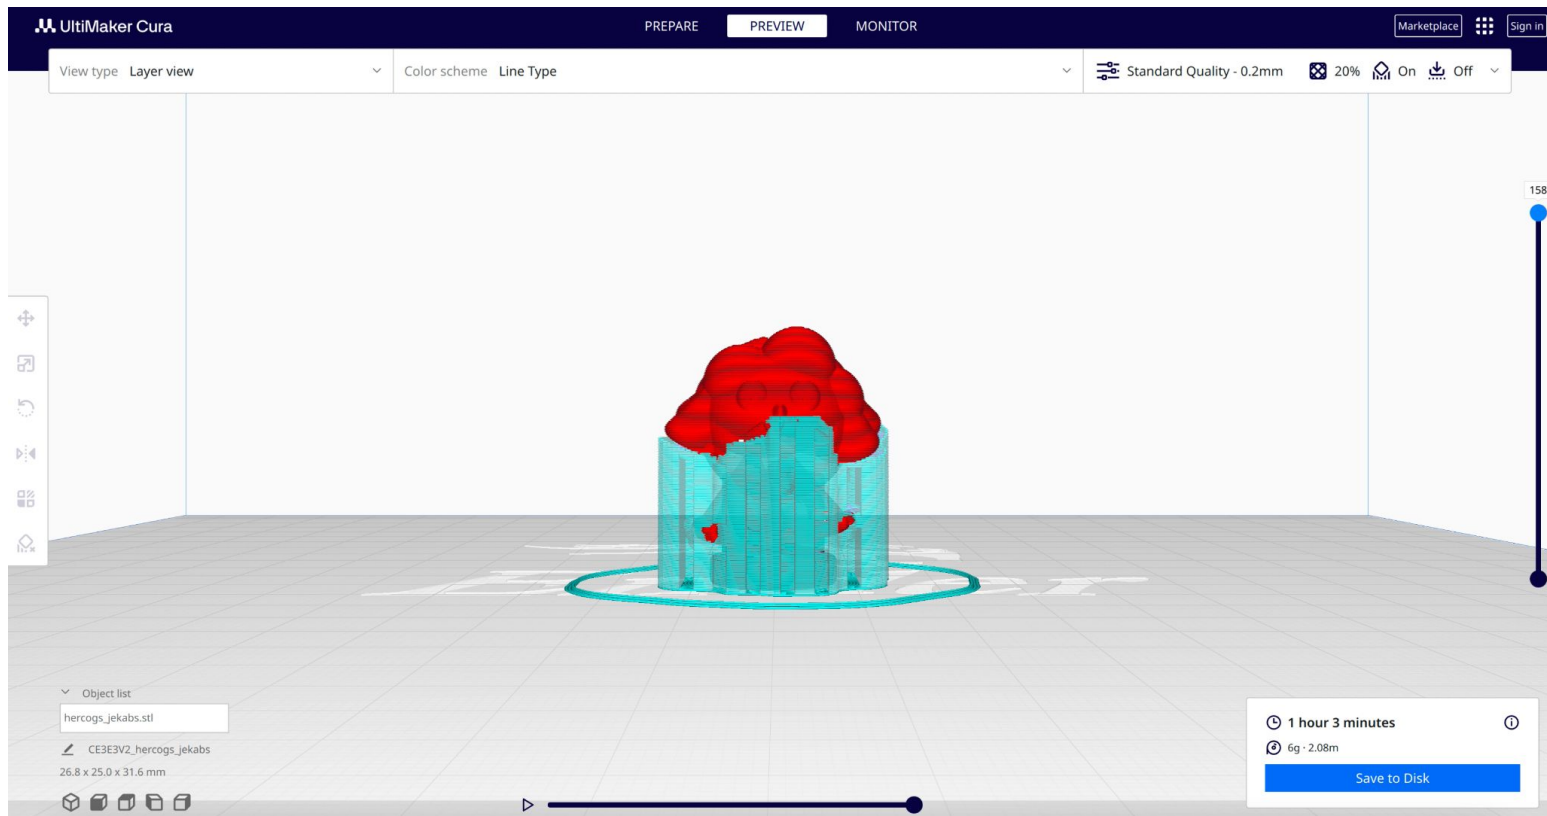 UltiMaker Cura
PREPARE PREVIEW MONITOR
Marketplace Sign in
View type Layer view Color scheme Line Type Standard Quality - 0.2mm 20% On Off
158
Object list
hercogs_jekabs.stl
CE3E3V2_hercogs_jekabs
26.8 x 25.0 x 31.6 mm
1 hour 3 minutes
6g · 2.08m
Save to Disk